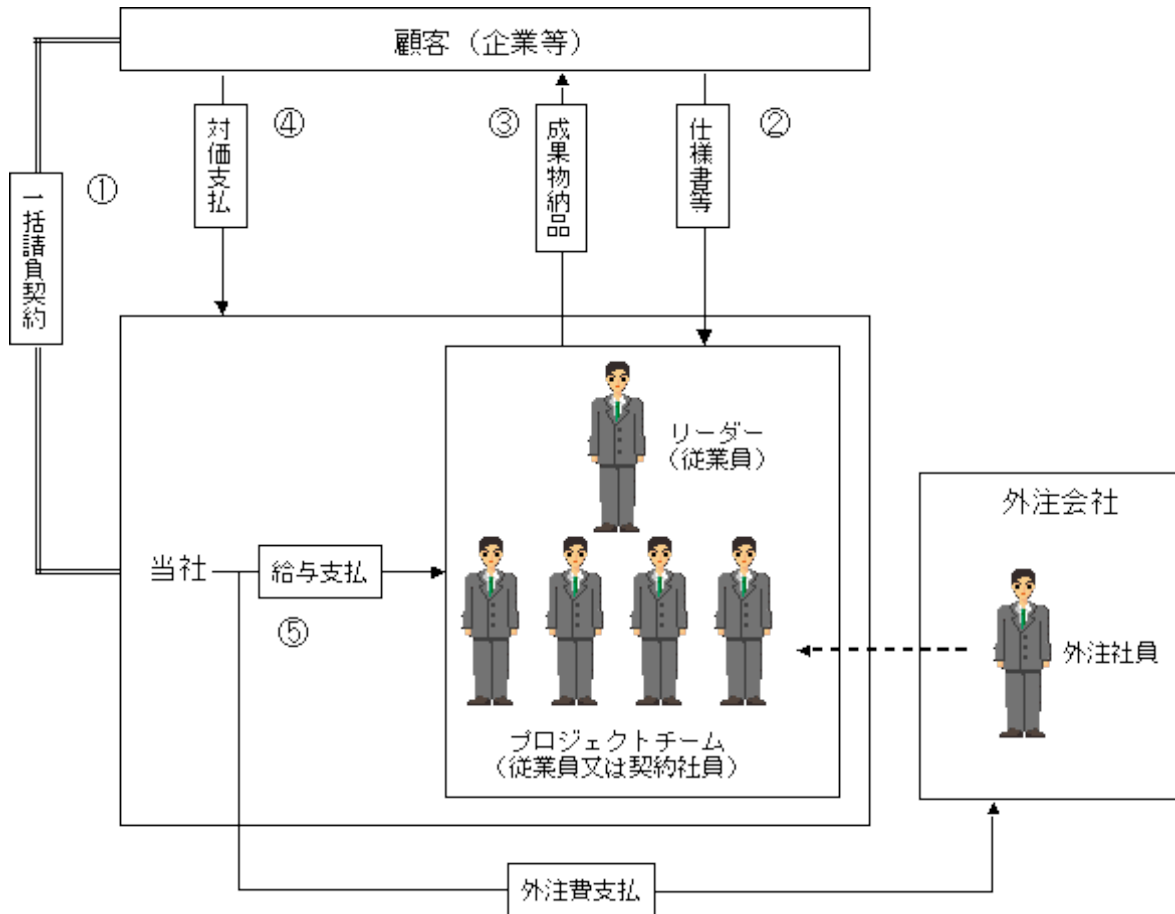 顧客（企業等）
④
対価支払
③
成果物納品
②
仕様書等
①
一括請負契約
リーダー
（従業員）
外注会社
当社
給与支払
⑤
外注社員
プロジェクトチーム
（従業員又は契約社員）
外注費支払